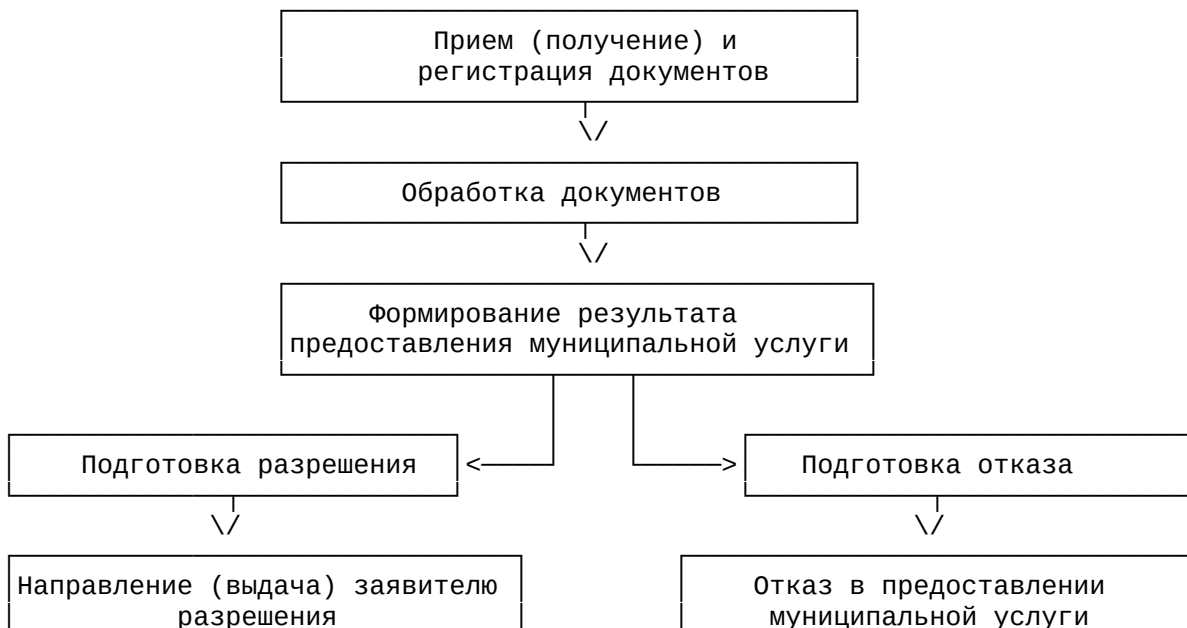 Прием (получение) и
регистрация документов
\/
Обработка документов
\/
Формирование результата
предоставления муниципальной услуги
Подготовка разрешения
<
>
Подготовка отказа
\/
\/
Направление (выдача) заявителю
разрешения
Отказ в предоставлении
муниципальной услуги